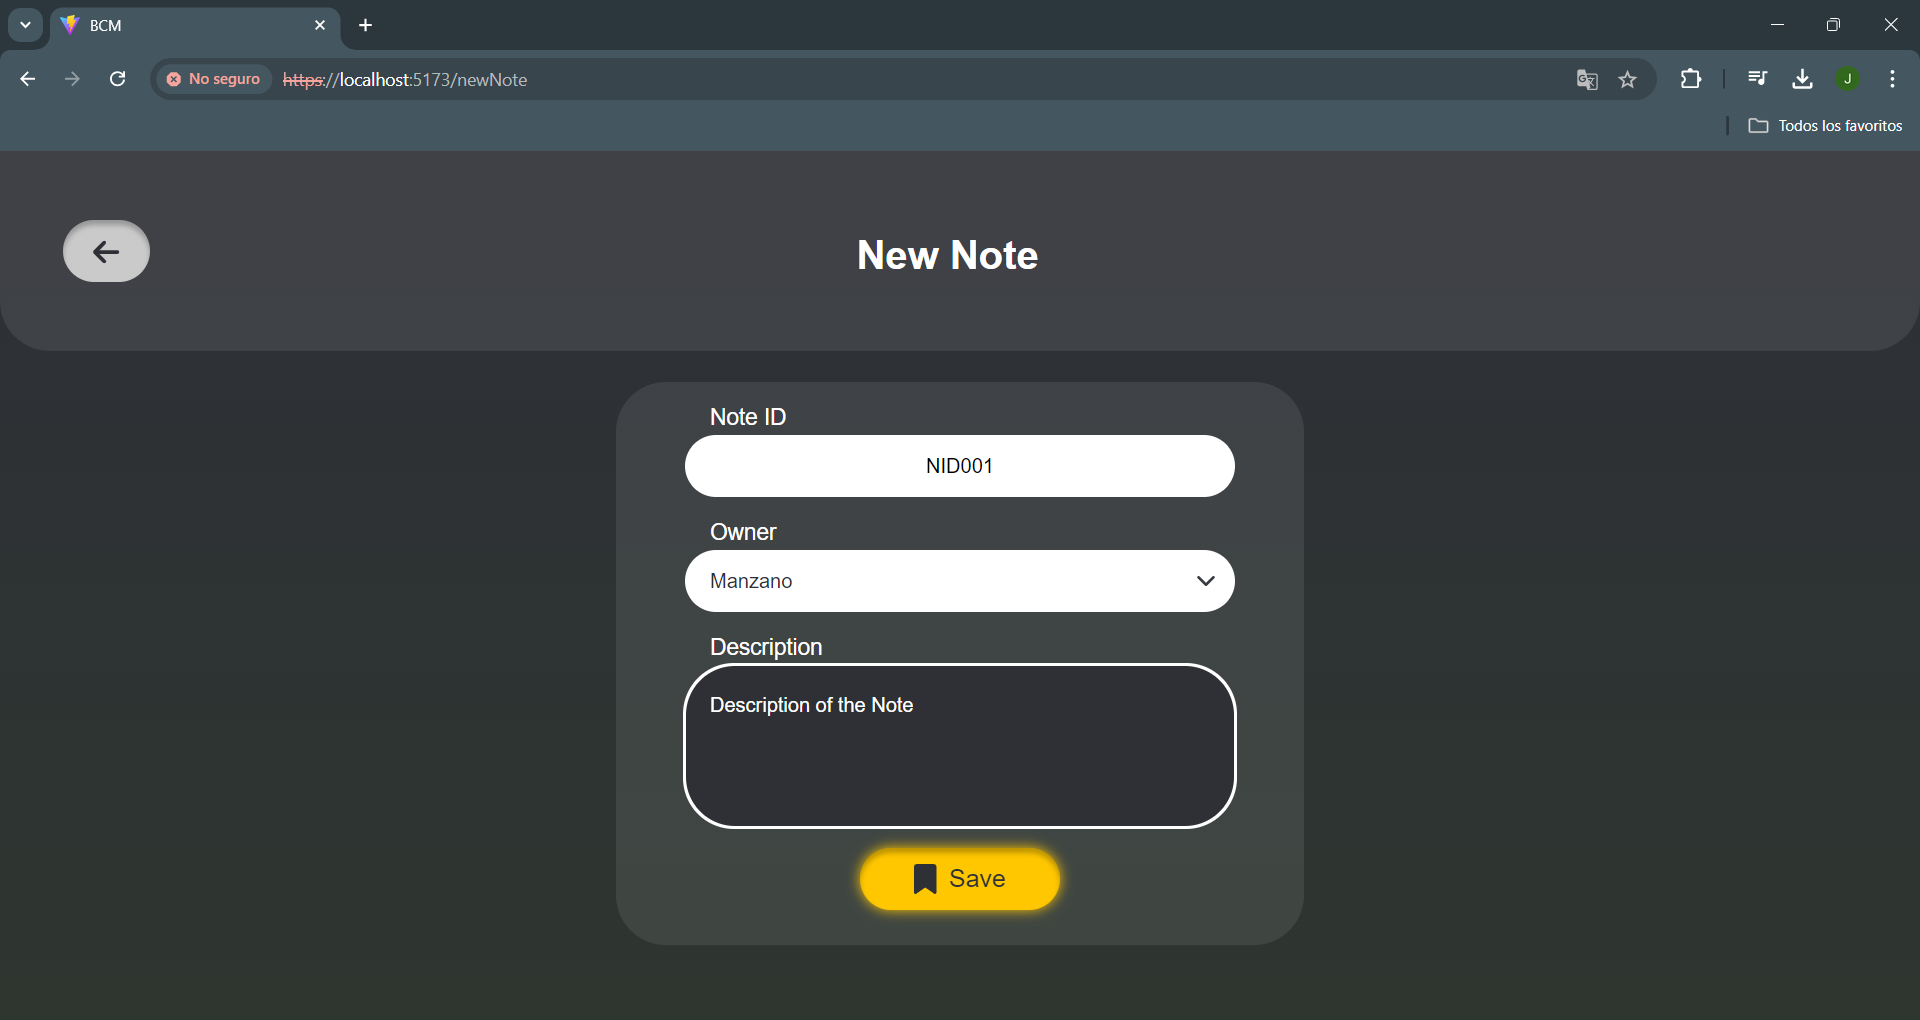 BCM
No seguro
https://localhost:5173/newNote
J
Todos los favoritos
New Note
Note ID
NID001
Owner
Manzano
Description
Description of the Note
Save